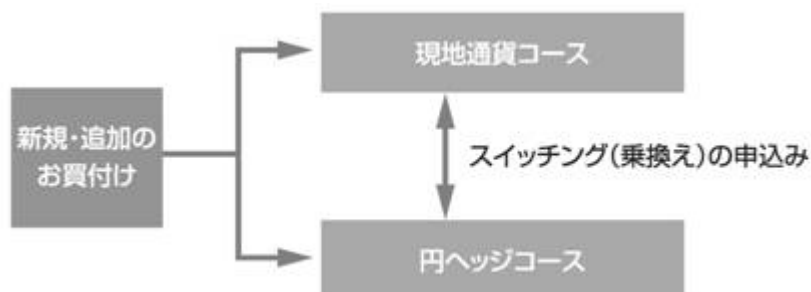 現地通貨コース
新規・追加の
お買付け
スイッチング(乗換え)の申込み
円ヘッジコース